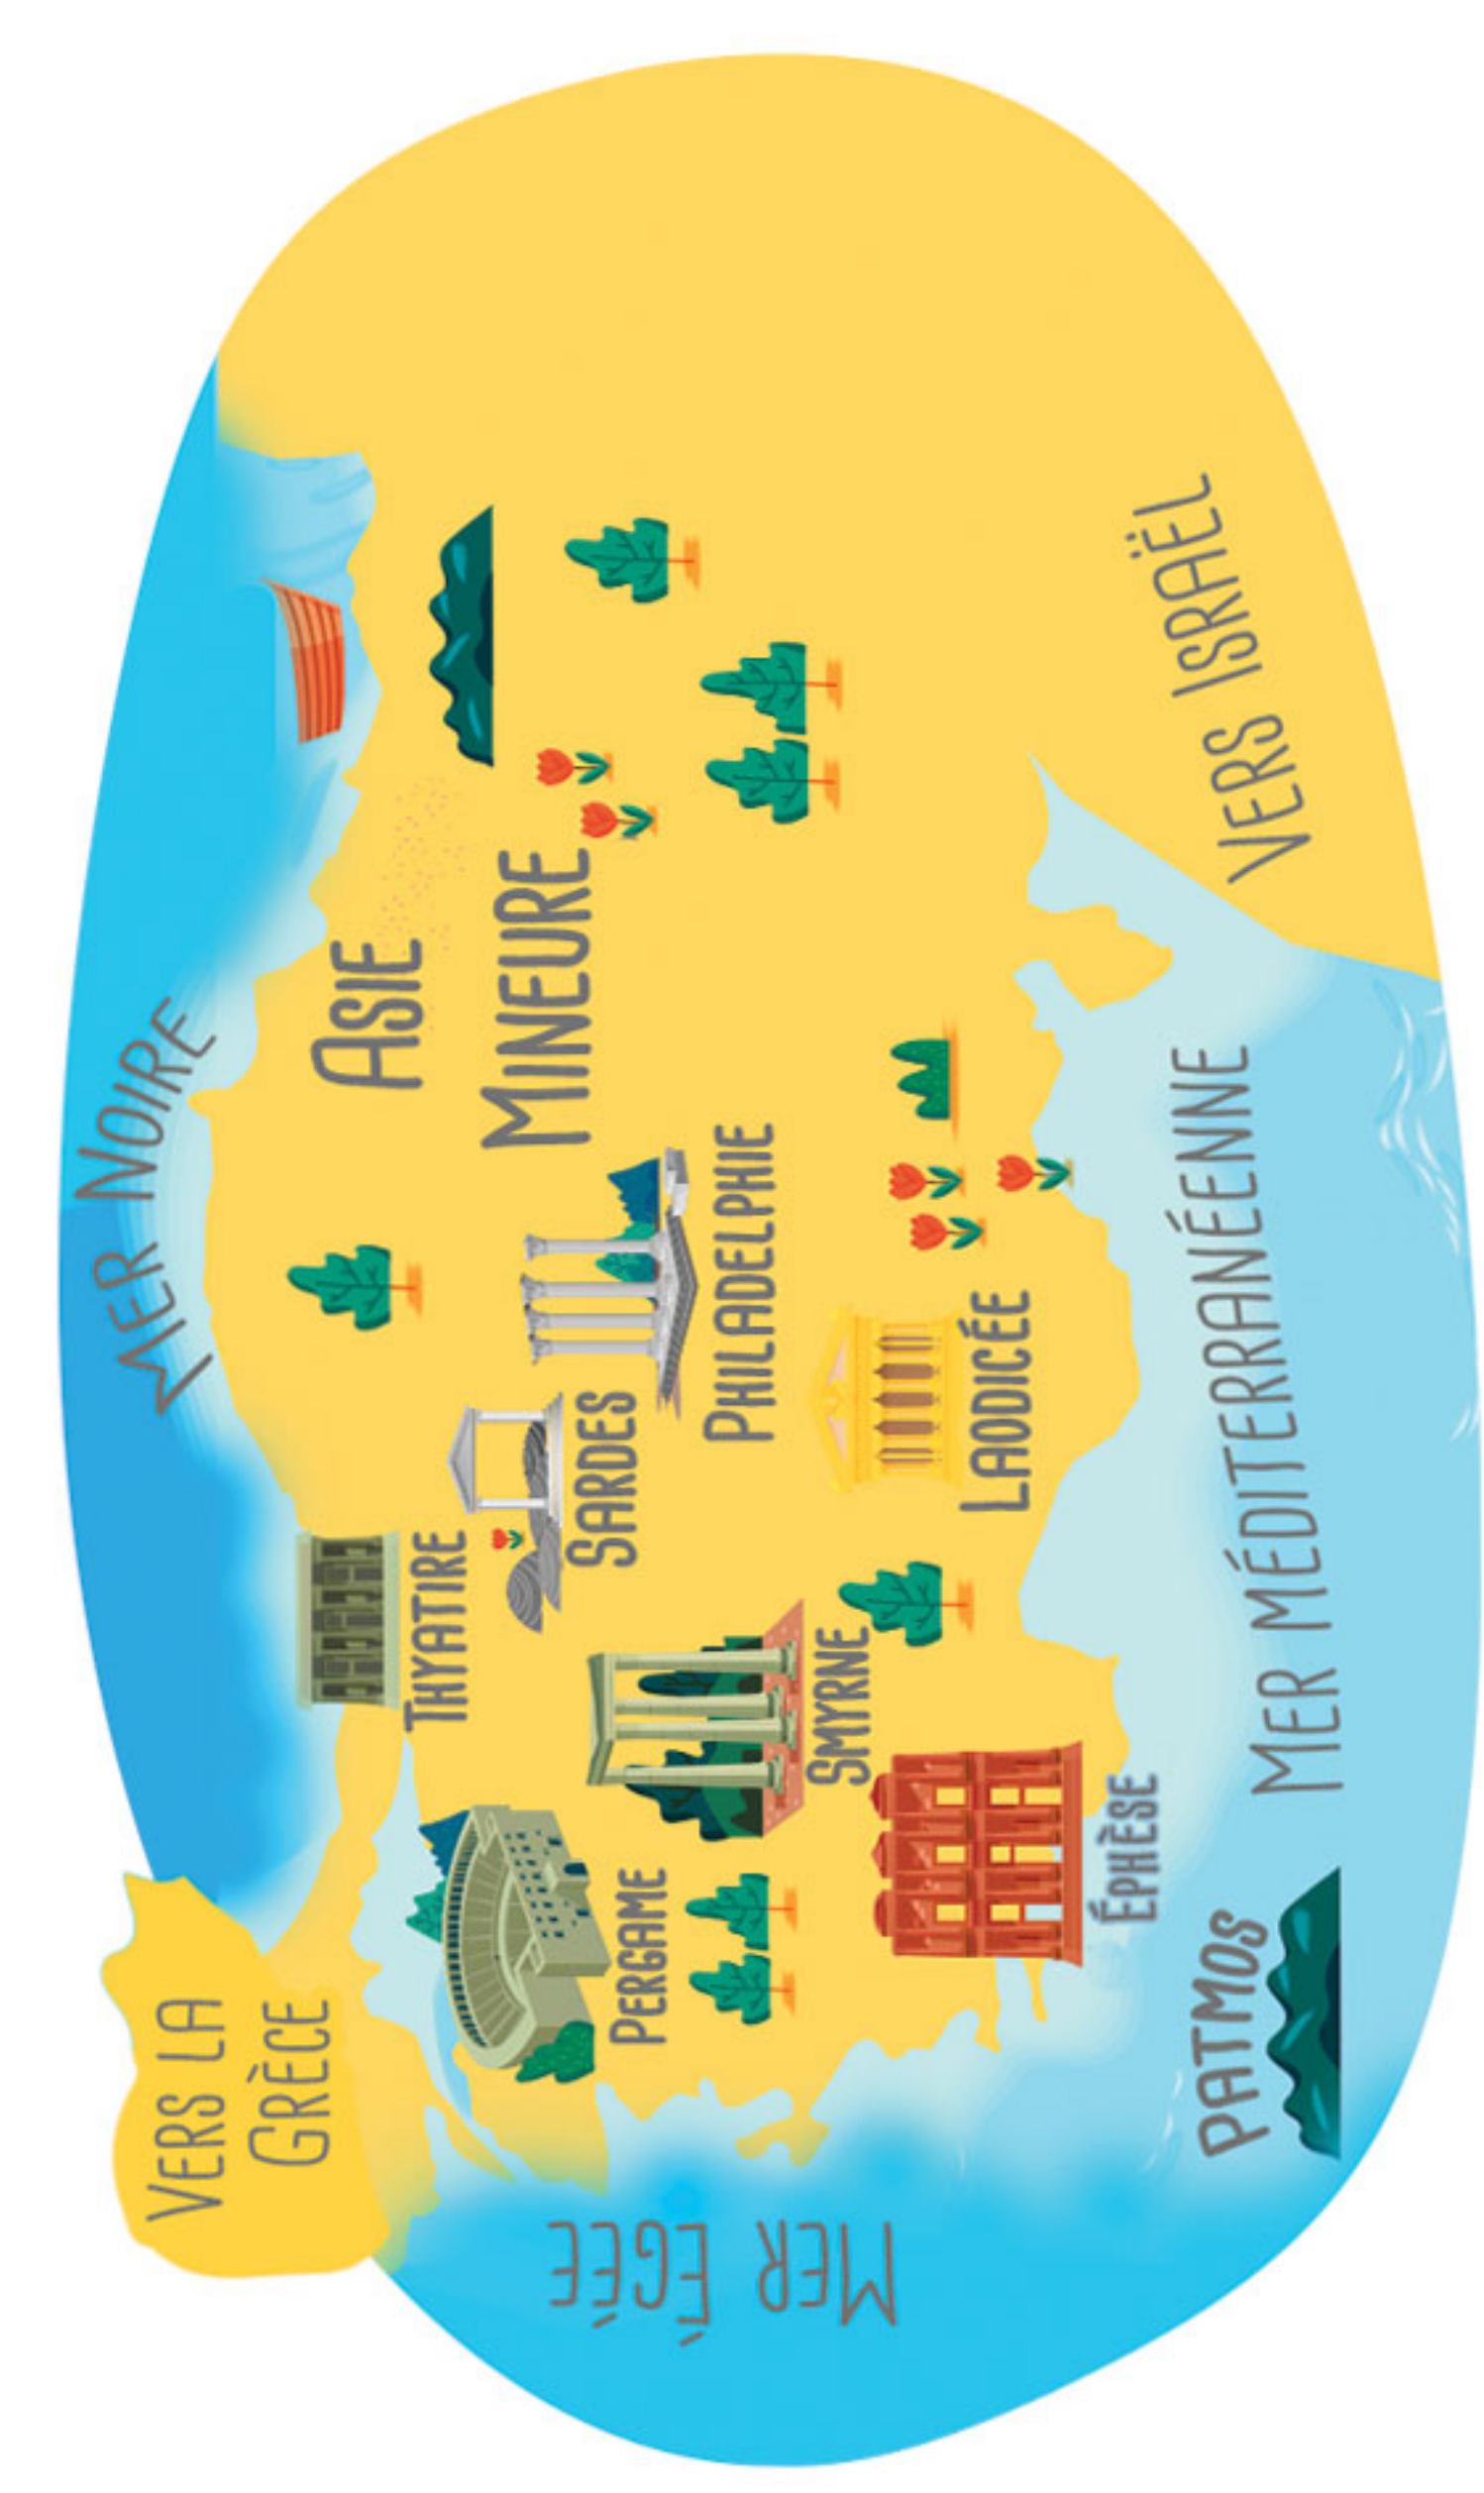 MER NOIRE
VERS LA
GRÈCE
ASIE
MINEURE
THYATIRE
SARDES
PERGAME
PHILADELPHIE
SMYRNE
LAODICÉE
ÉPHÈSE
MER ÉGÉE
PATMOS
MER MÉDITERRANÉENNE
VERS ISRAËL